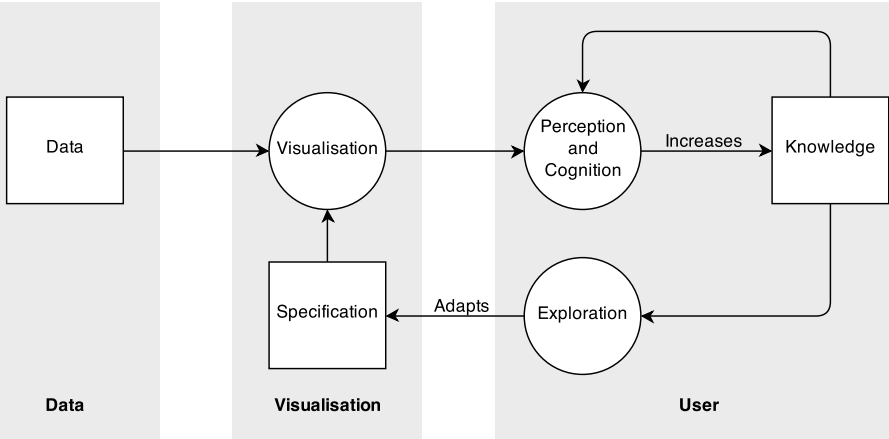 Data
Visualisation
Perception
and
Cognition
Increases
Knowledge
Specification
Adapts
Exploration
Data
Visualisation
User